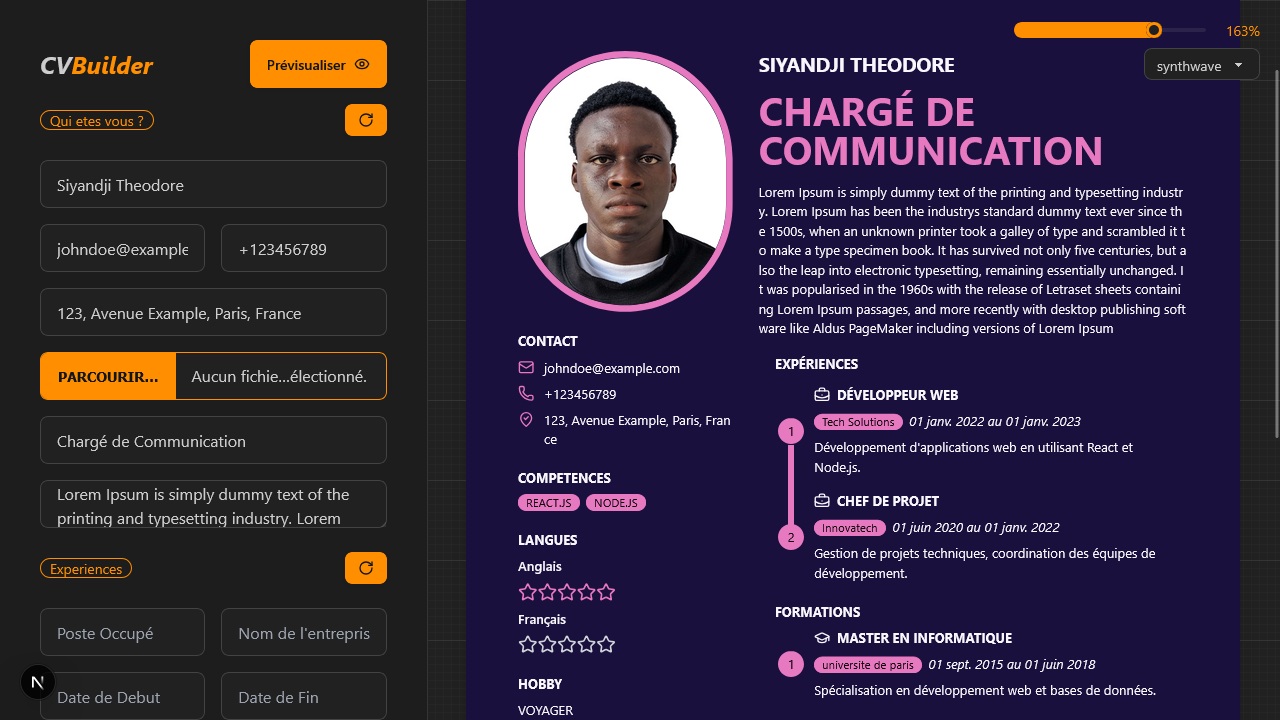 CVBuilder
Prévisualiser
Qui etes vous ?
Siyandji Theodore
johndoe@example
+123456789
123, Avenue Example, Paris, France
PARCOURIR...
Aucun fichie...électionné.
Chargé de Communication
Lorem Ipsum is simply dummy text of the
printing and typesetting industry. Lorem
Experiences
Poste Occupé
Nom de l'entrepris
Date de Debut
Date de Fin
N
163%
synthwave
SIYANDJI THEODORE
CHARGÉ DE
COMMUNICATION
Lorem Ipsum is simply dummy text of the printing and typesetting industr
y. Lorem Ipsum has been the industrys standard dummy text ever since th
e 1500s, when an unknown printer took a galley of type and scrambled it t
o make a type specimen book. It has survived not only five centuries, but a
lso the leap into electronic typesetting, remaining essentially unchanged. I
t was popularised in the 1960s with the release of Letraset sheets containi
ng Lorem Ipsum passages, and more recently with desktop publishing soft
ware like Aldus PageMaker including versions of Lorem Ipsum
CONTACT
johndoe@example.com
+123456789
123, Avenue Example, Paris, Fran
ce
COMPETENCES
REACT.JS
NODE.JS
LANGUES
Anglais
Français
HOBBY
VOYAGER
EXPÉRIENCES
DÉVELOPPEUR WEB
1
Tech Solutions 01 janv. 2022 au 01 janv. 2023
Développement d'applications web en utilisant React et
Node.js.
CHEF DE PROJET
Innovatech 01 juin 2020 au 01 janv. 2022
2
Gestion de projets techniques, coordination des équipes de
développement.
FORMATIONS
MASTER EN INFORMATIQUE
1
universite de paris 01 sept. 2015 au 01 juin 2018
Spécialisation en développement web et bases de données.